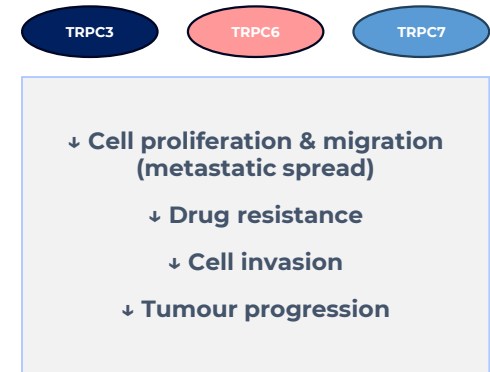 TRPC3 TRPC6 TRPC7
↓ Cell proliferation & migration
(metastatic spread)
↓ Drug resistance
↓ Cell invasion
↓ Tumour progression